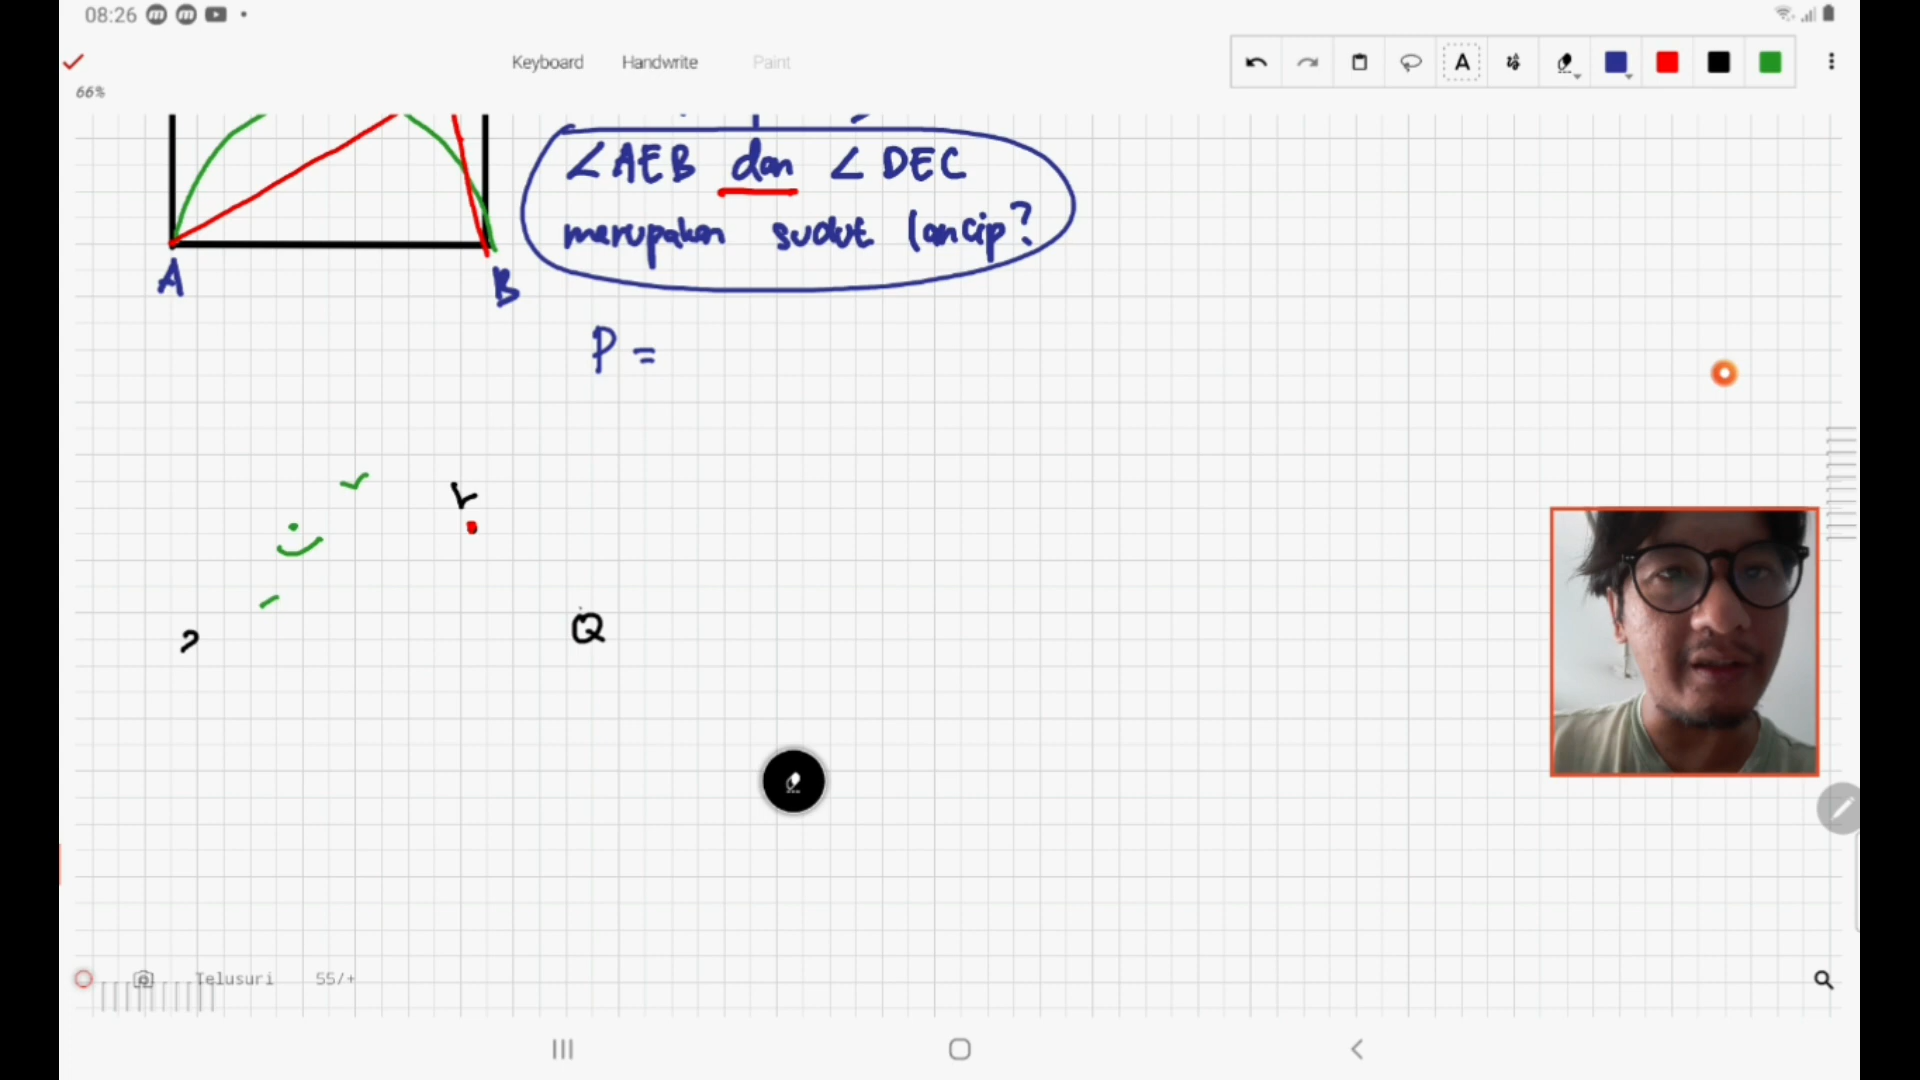 08:26
Keyboard Handwrite Paint
A
66%
∠AEB dan ∠DEC
merupakan sudut lancip?
A
B
P =
Q
Telusuri 55/+